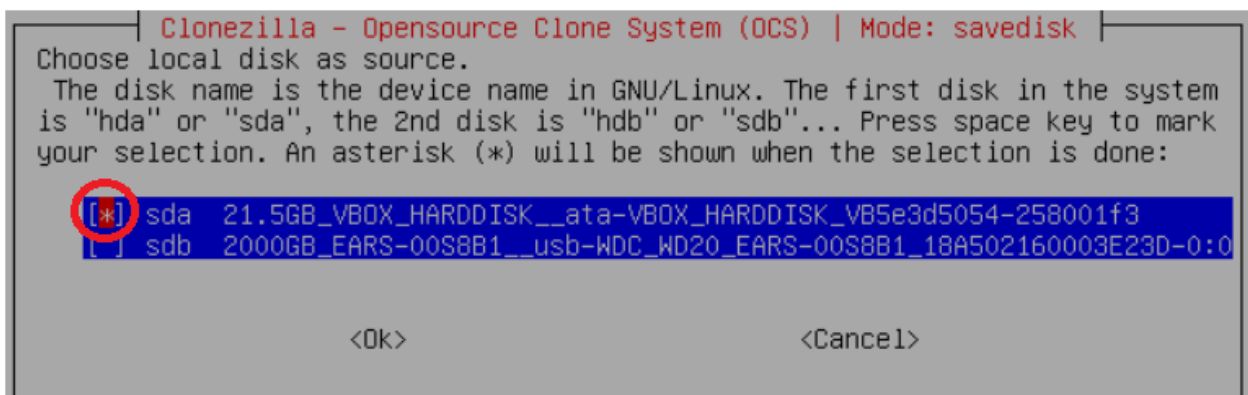 Clonezilla - Opensource Clone System (OCS) | Mode: savedisk
Choose local disk as source.
The disk name is the device name in GNU/Linux. The first disk in the system
is "hda" or "sda", the 2nd disk is "hdb" or "sdb"... Press space key to mark
your selection. An asterisk (*) will be shown when the selection is done:
[*] sda 21.5GB_VBOX_HARDDISK__ata-VBOX_HARDDISK_VB5e3d5054-258001f3
[ ] sdb 2000GB_EARS-00S8B1__usb-WDC_WD20_EARS-00S8B1_18A502160003E23D-0:0
<Ok> <Cancel>